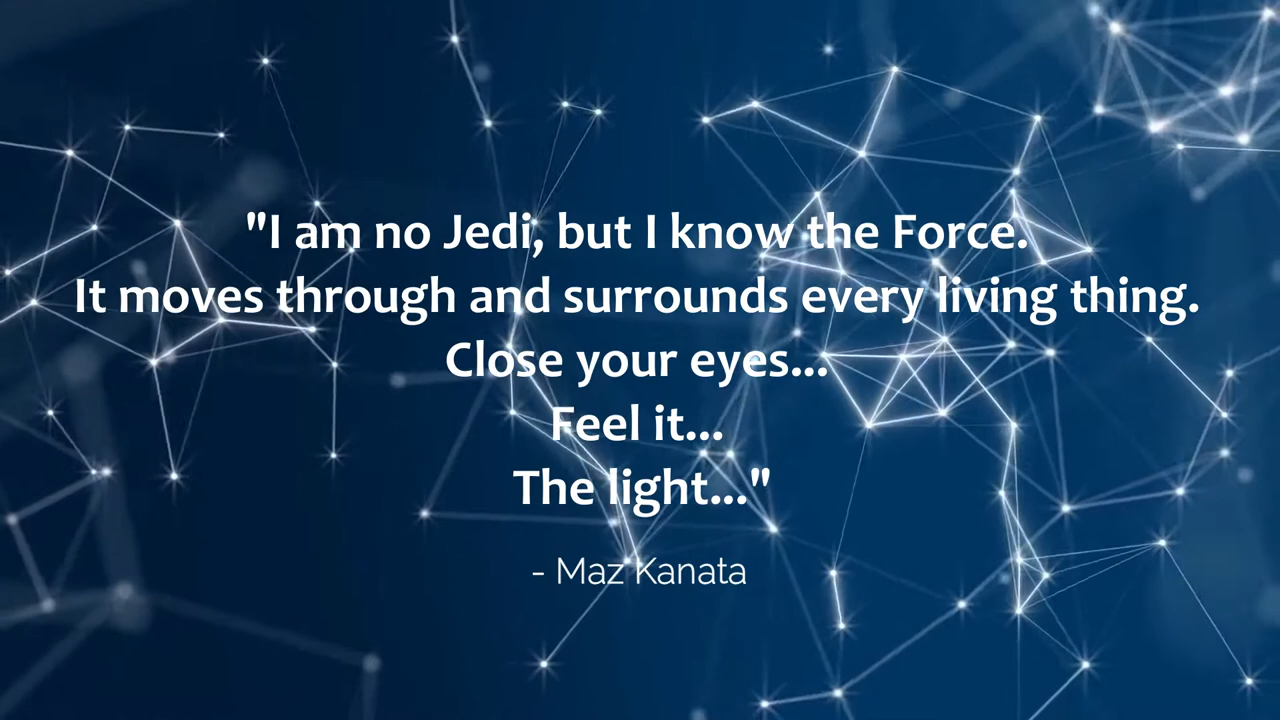 "I am no Jedi, but I know the Force.
It moves through and surrounds every living thing.
Close your eyes...
Feel it...
The light..."
- Maz Kanata